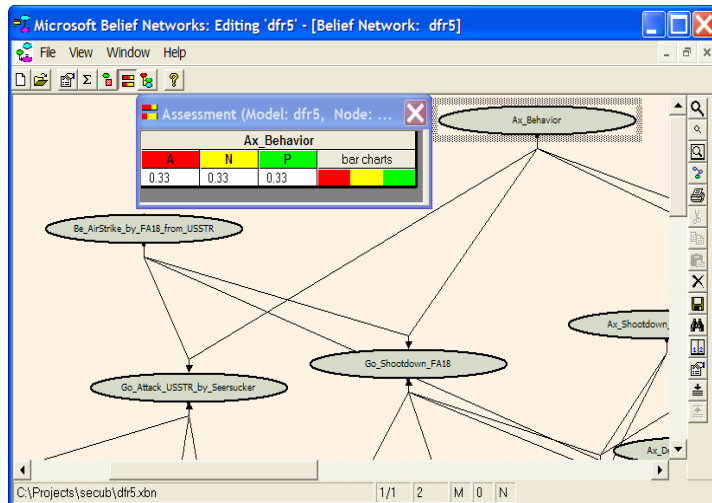 Microsoft Belief Networks: Editing 'dfr5' - [Belief Network: dfr5]
File View Window Help
Assessment (Model: dfr5, Node: ...
Ax_Behavior
A N P bar charts
0.33 0.33 0.33
Ax_Behavior
Be_AirStrike_by_FA18_from_USSTR
Ax_Shootdown_
Go_Shootdown_FA18
Go_Attack_USSTR_by_Seersucker
Ax_De
C:\Projects\secub\dfr5.xbn 1/1 2 M 0 N